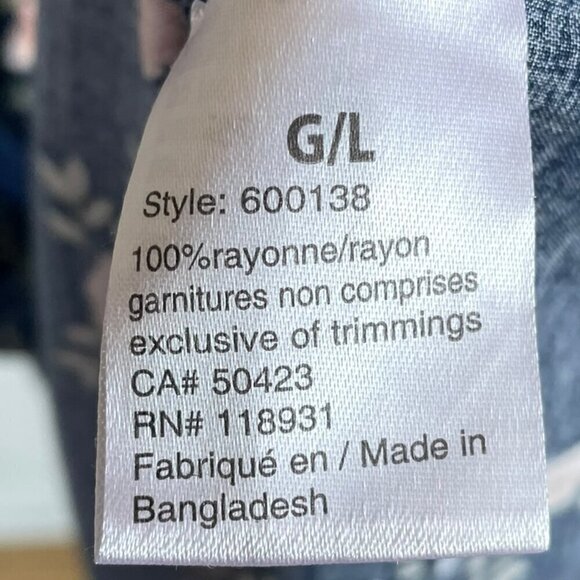 G/L
Style: 600138
100%rayonne/rayon
garnitures non comprises
exclusive of trimmings
CA# 50423
RN# 118931
Fabriqué en / Made in
Bangladesh